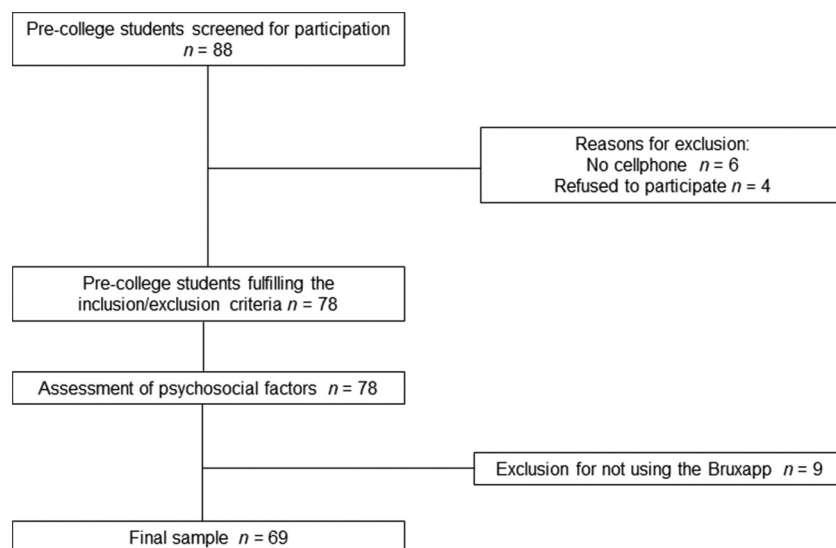 Pre-college students screened for participation
n = 88
Reasons for exclusion:
No cellphone n = 6
Refused to participate n = 4
Pre-college students fulfilling the
inclusion/exclusion criteria n = 78
Assessment of psychosocial factors n = 78
Exclusion for not using the Bruxapp n = 9
Final sample n = 69